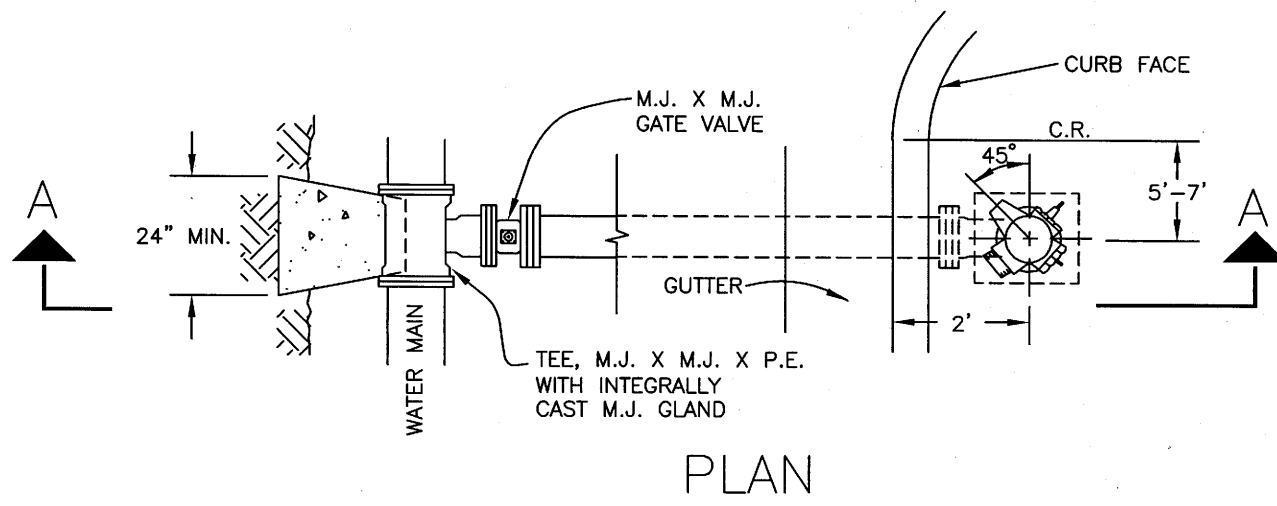 CURB FACE
M.J. X M.J.
GATE VALVE
C.R.
45°
5'-7'
A
A
24" MIN.
GUTTER
2'
WATER MAIN
TEE, M.J. X M.J. X P.E.
WITH INTEGRALLY
CAST M.J. GLAND
PLAN